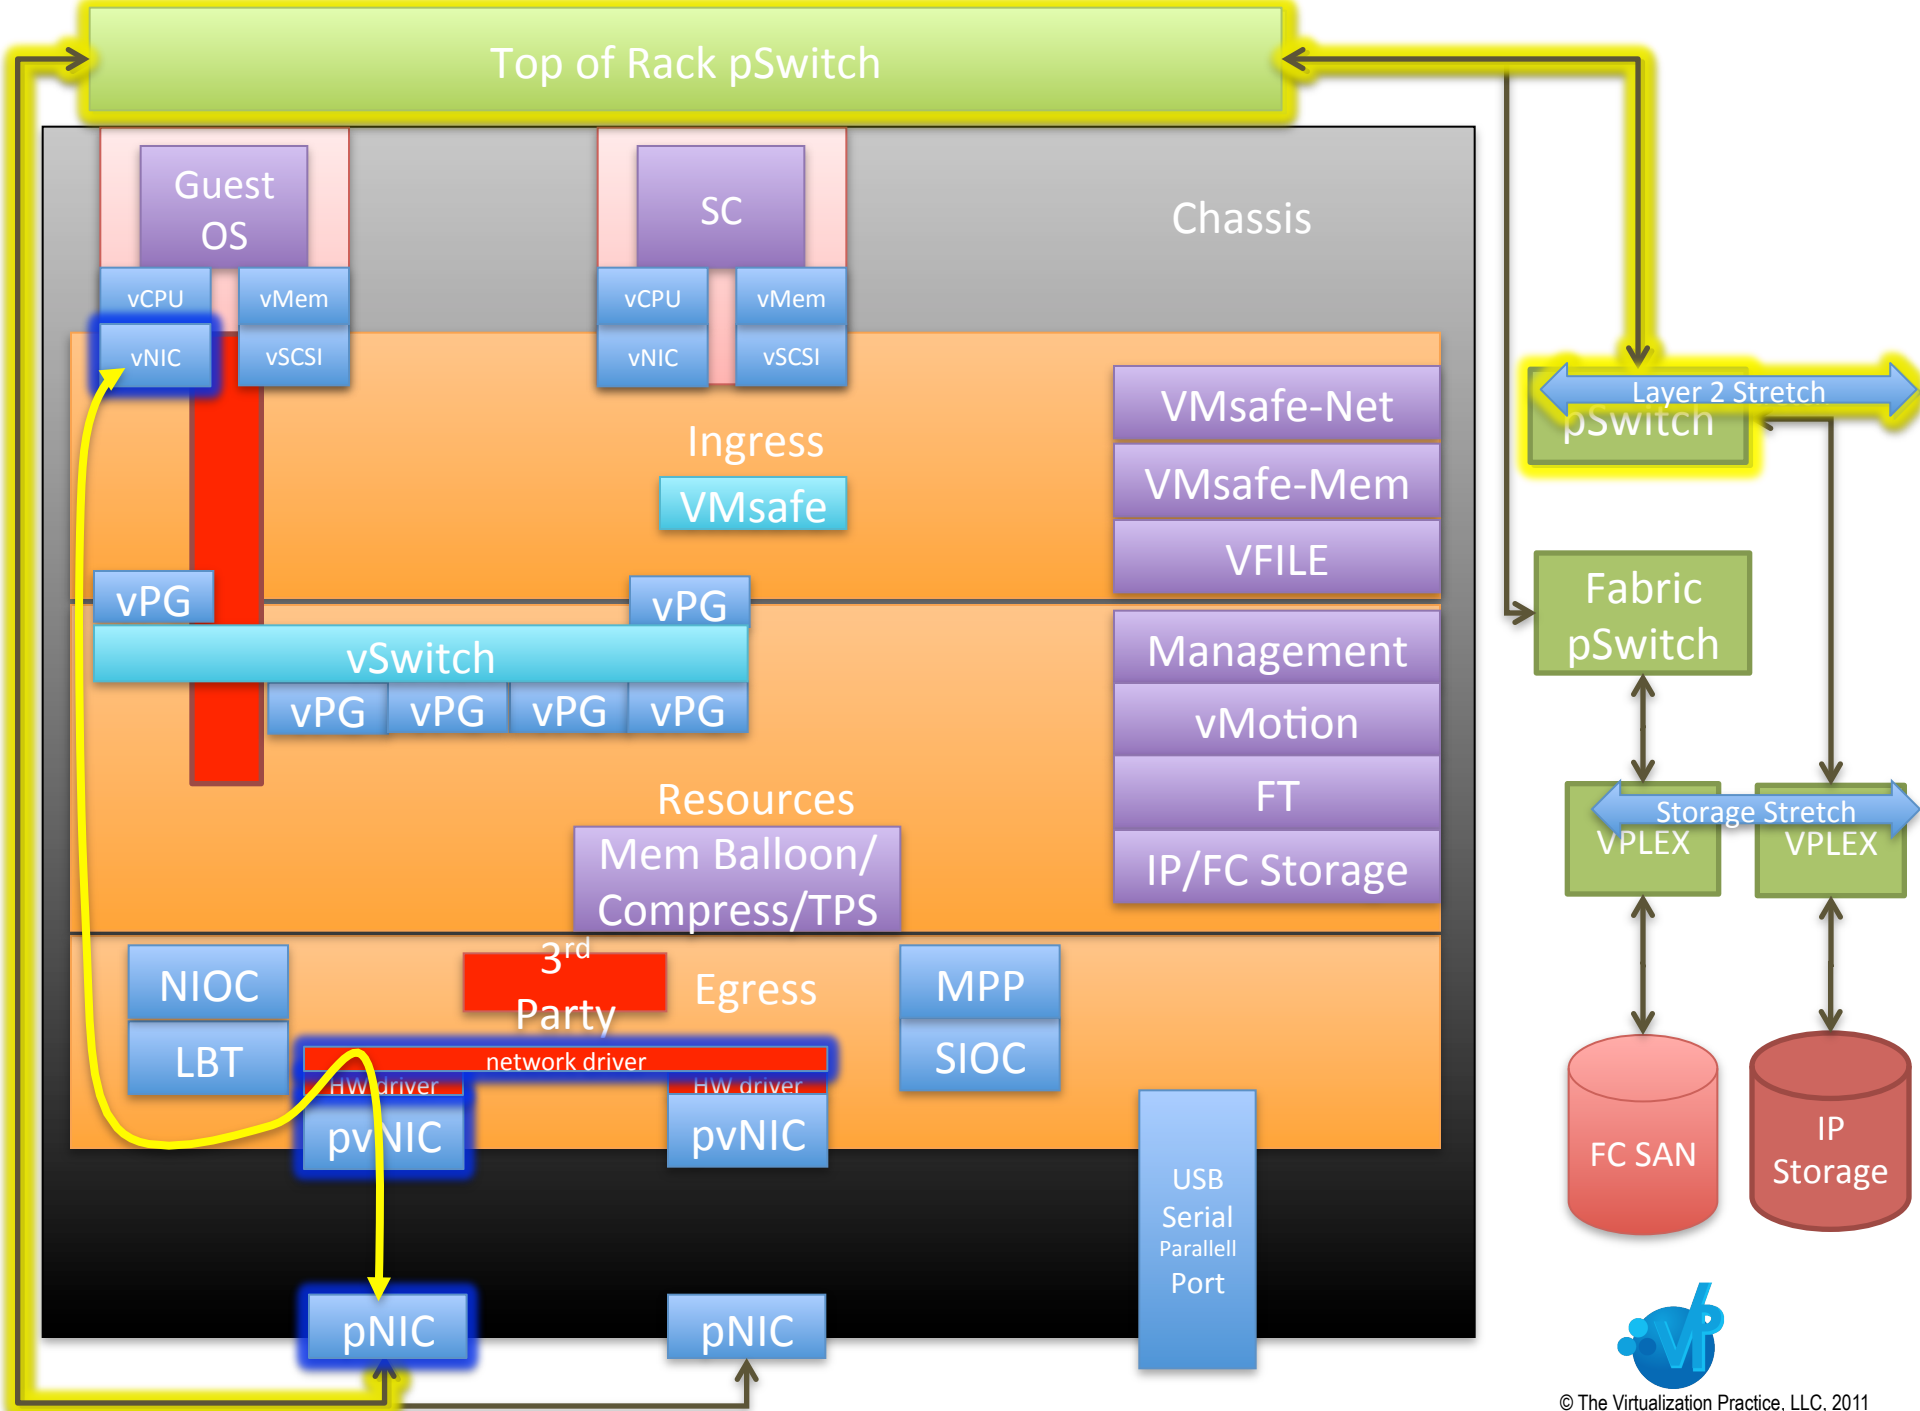 Top of Rack pSwitch
Guest
OS
SC
Chassis
vCPU
vMem
vCPU
vMem
vNIC
vSCSI
vNIC
vSCSI
VMsafe-Net
Layer 2 Stretch
pSwitch
Ingress
VMsafe-Mem
VMsafe
VFILE
vPG
vPG
Fabric
pSwitch
vSwitch
Management
vPG
vPG
vPG
vPG
vMotion
Resources
FT
Storage Stretch
VPLEX
VPLEX
Mem Balloon/
Compress/TPS
IP/FC Storage
NIOC
3rd
Party
Egress
MPP
LBT
network driver
SIOC
HW driver
HW driver
pvNIC
pvNIC
FC SAN
IP
Storage
USB
Serial
Parallell
Port
pNIC
pNIC
VP
© The Virtualization Practice, LLC, 2011